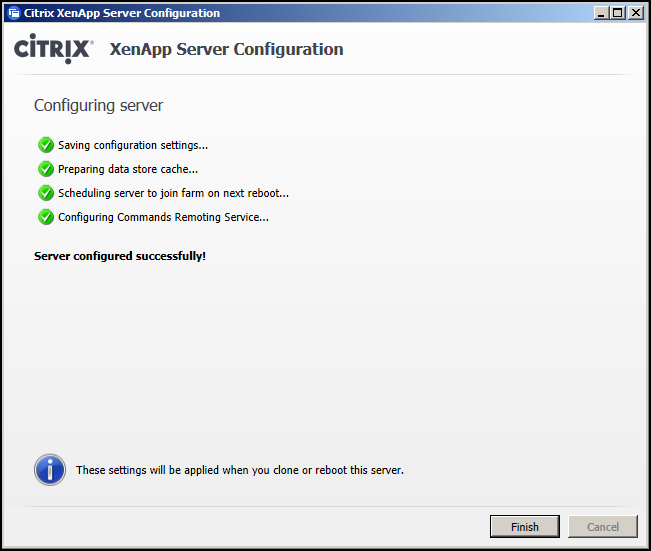 Citrix XenApp Server Configuration
CİTRIX® XenApp Server Configuration
Configuring server
Saving configuration settings...
Preparing data store cache...
Scheduling server to join farm on next reboot...
Configuring Commands Remoting Service...
Server configured successfully!
These settings will be applied when you clone or reboot this server.
Finish Cancel